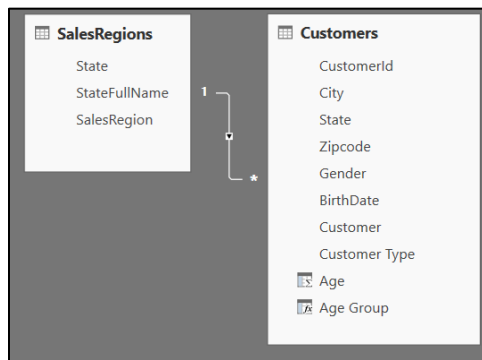 SalesRegions
State
StateFullName
SalesRegion
1
*
Customers
CustomerId
City
State
Zipcode
Gender
BirthDate
Customer
Customer Type
Age
Age Group